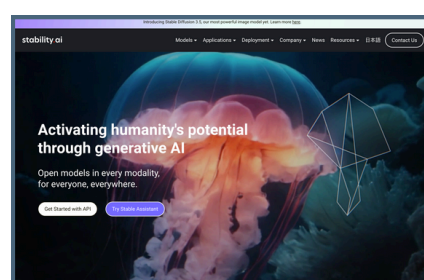 Introducing Stable Diffusion 3.5, our most powerful image model yet. Learn more here.
stability ai
Models Applications Deployment Company News Resources 日本語 Contact Us
Activating humanity's potential
through generative AI
Open models in every modality,
for everyone, everywhere.
Get Started with API Try Stable Assistant